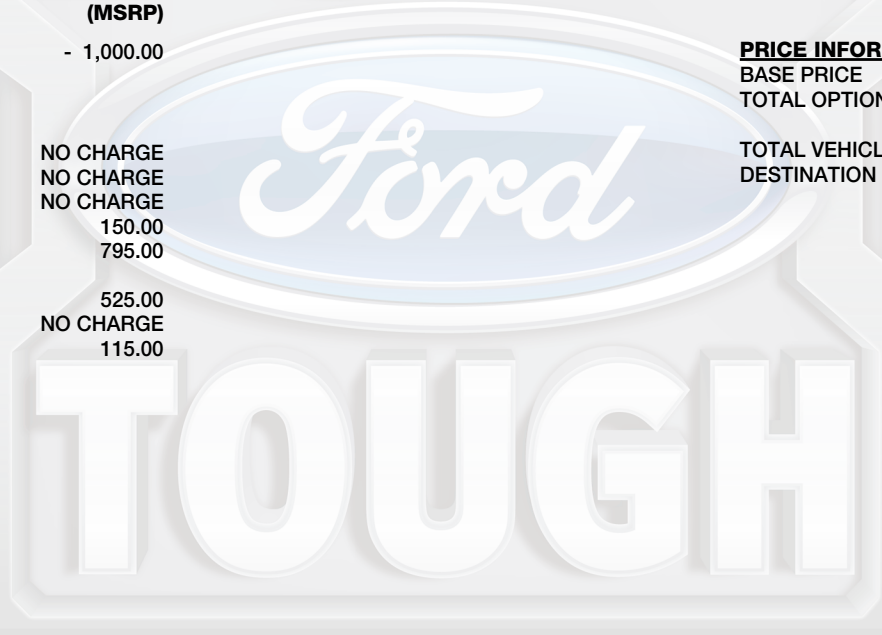 (MSRP)
- 1,000.00
NO CHARGE
NO CHARGE
NO CHARGE
150.00
795.00
525.00
NO CHARGE
115.00
PRICE INFOR
BASE PRICE
TOTAL OPTION
TOTAL VEHICL
DESTINATION
Ford
TOUGH